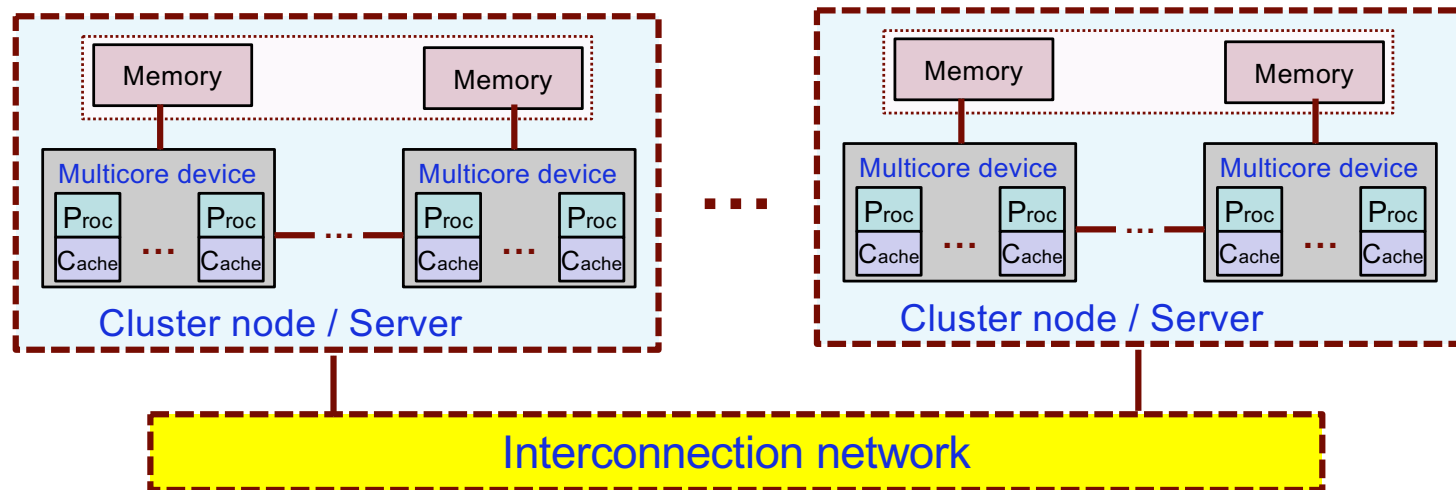 Memory Memory
Multicore device Multicore device
Proc Proc Proc Proc
... ... ...
Cache Cache Cache Cache
Cluster node / Server
...
Memory Memory
Multicore device Multicore device
Proc Proc Proc Proc
... ... ...
Cache Cache Cache Cache
Cluster node / Server
Interconnection network